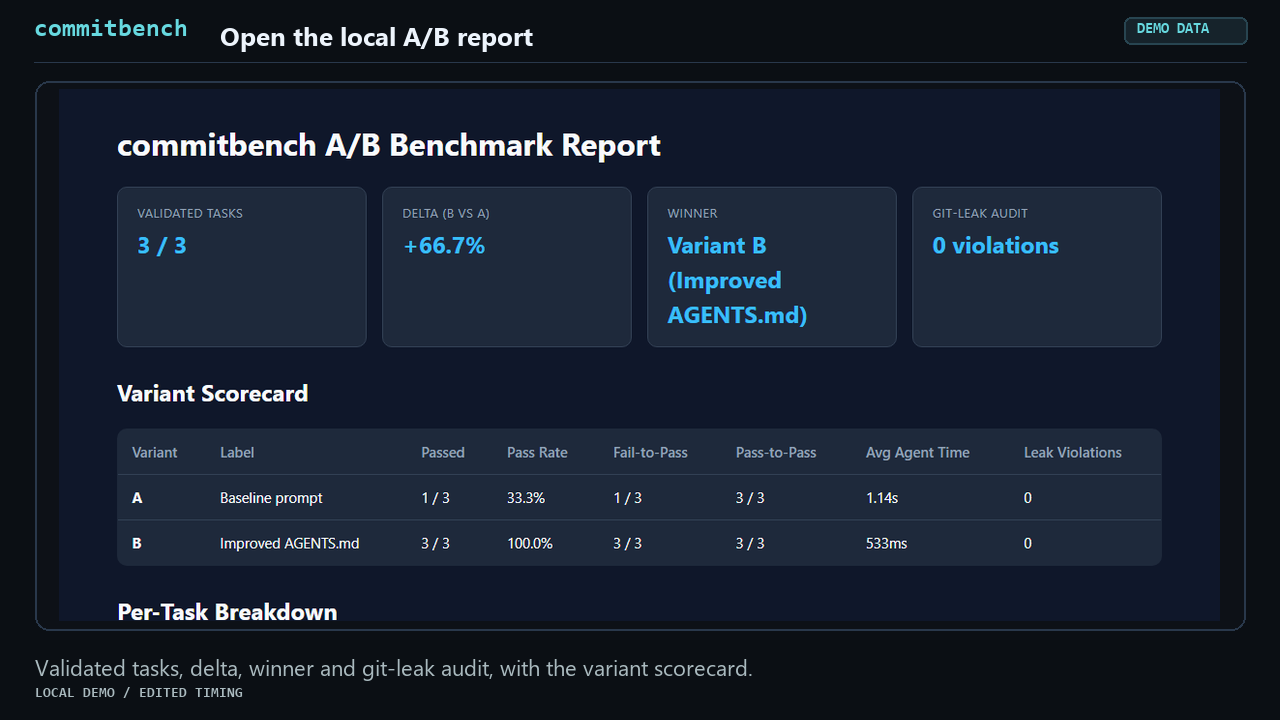 commitbench
Open the local A/B report
DEMO DATA
commitbench A/B Benchmark Report
VALIDATED TASKS
3 / 3
DELTA (B VS A)
+66.7%
WINNER
Variant B
(Improved
AGENTS.md)
GIT-LEAK AUDIT
0 violations
Variant Scorecard
Variant Label Passed Pass Rate Fail-to-Pass Pass-to-Pass Avg Agent Time Leak Violations
A Baseline prompt 1 / 3 33.3% 1 / 3 3 / 3 1.14s 0
B Improved AGENTS.md 3 / 3 100.0% 3 / 3 3 / 3 533ms 0
Per-Task Breakdown
Validated tasks, delta, winner and git-leak audit, with the variant scorecard.
LOCAL DEMO / EDITED TIMING